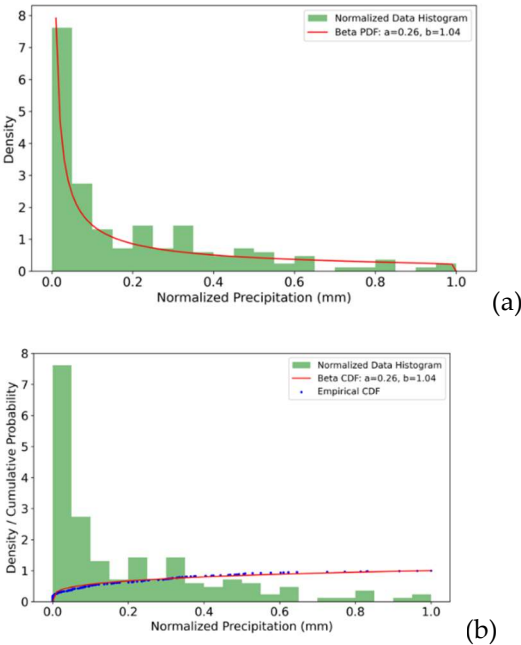 8
7
6
5
4
3
2
1
0
Density
Normalized Data Histogram
Beta PDF: a=0.26, b=1.04
0.0 0.2 0.4 0.6 0.8 1.0
Normalized Precipitation (mm)
(a)
8
7
6
5
4
3
2
1
0
Density / Cumulative Probability
Normalized Data Histogram
Beta CDF: a=0.26, b=1.04
Empirical CDF
0.0 0.2 0.4 0.6 0.8 1.0
Normalized Precipitation (mm)
(b)